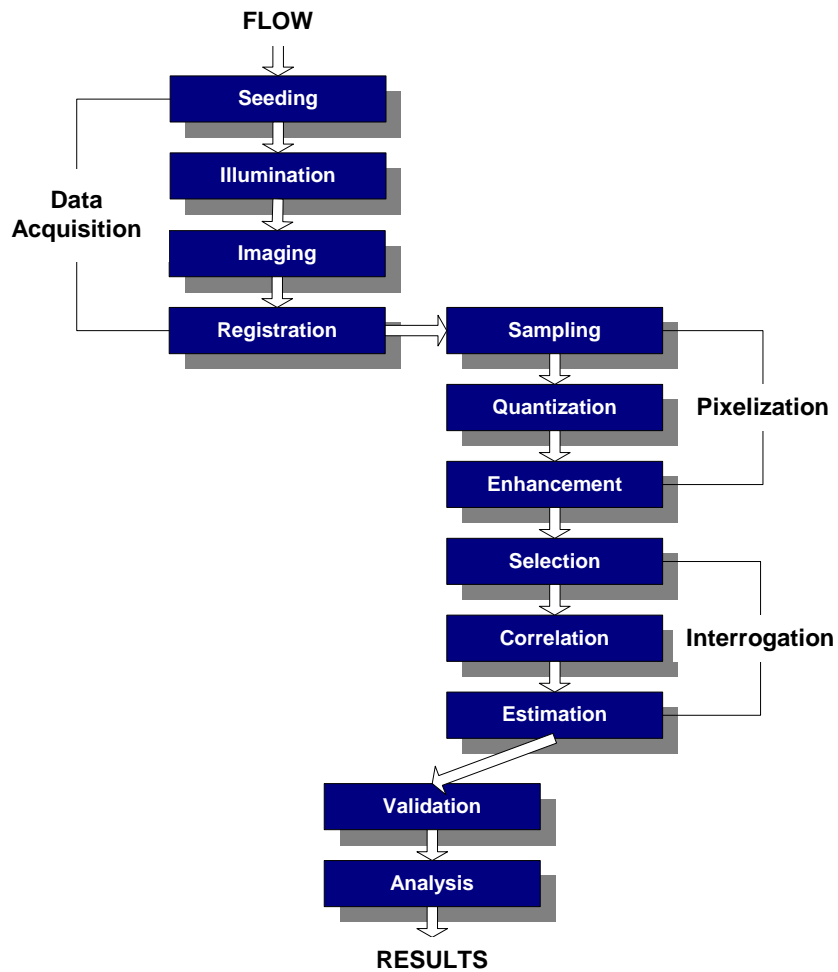 FLOW
Seeding
Illumination
Data
Acquisition
Imaging
Registration
Sampling
Quantization
Pixelization
Enhancement
Selection
Correlation
Interrogation
Estimation
Validation
Analysis
RESULTS